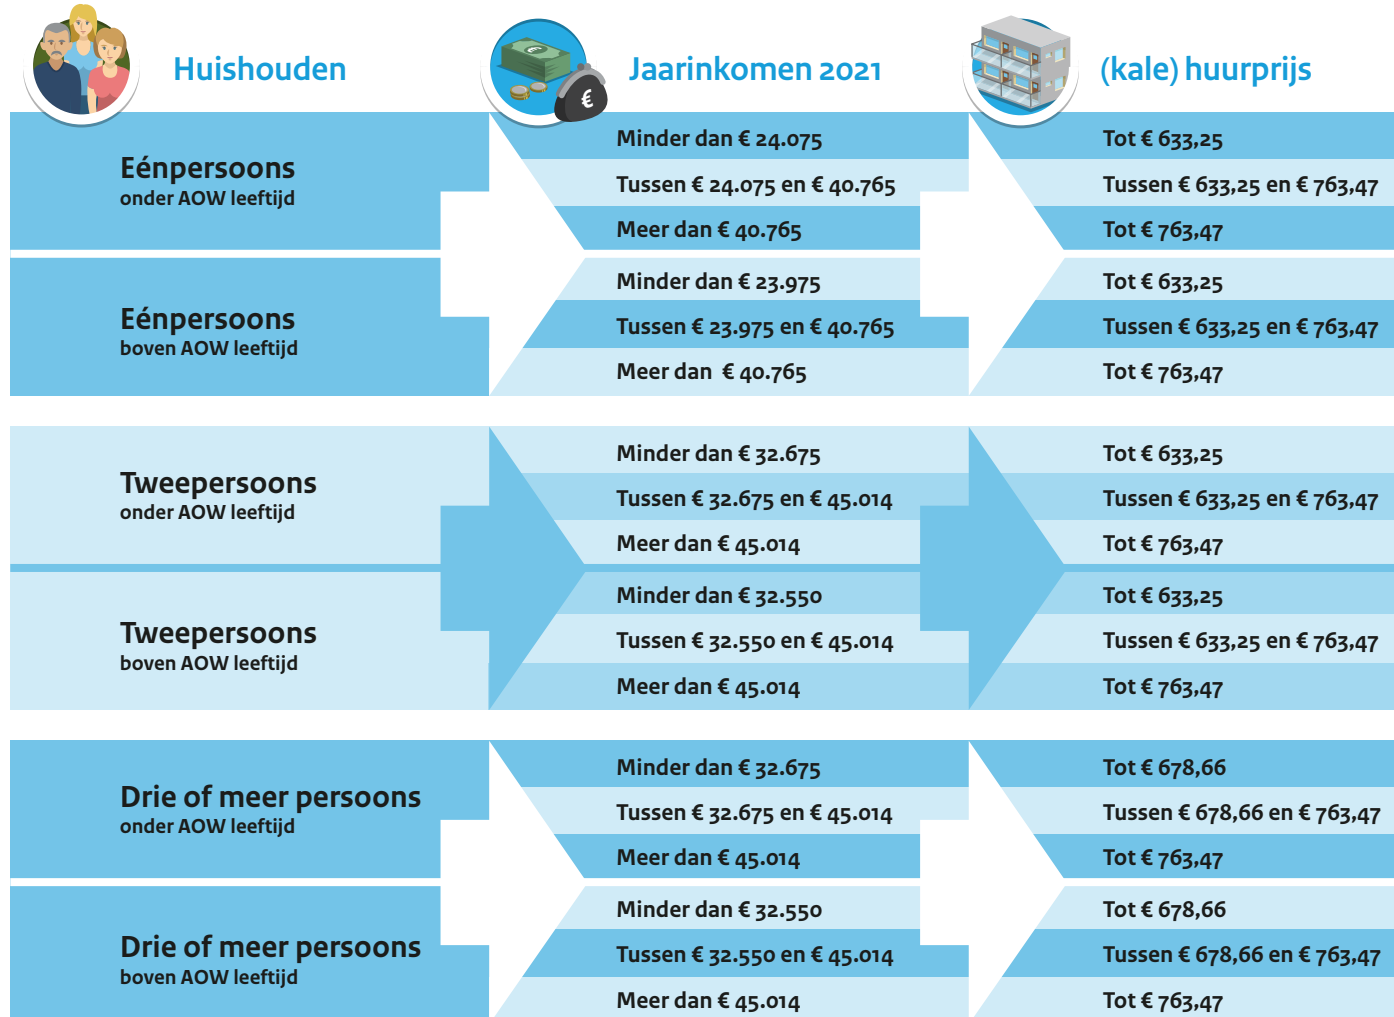 Huishouden
Jaarinkomen 2021
(kale) huurprijs
€
€
Eénpersoons
onder AOW leeftijd
Minder dan € 24.075
Tot € 633,25
Tussen € 24.075 en € 40.765
Tussen € 633,25 en € 763,47
Meer dan € 40.765
Tot € 763,47
Eénpersoons
boven AOW leeftijd
Minder dan € 23.975
Tot € 633,25
Tussen € 23.975 en € 40.765
Tussen € 633,25 en € 763,47
Meer dan € 40.765
Tot € 763,47
Tweepersoons
onder AOW leeftijd
Minder dan € 32.675
Tot € 633,25
Tussen € 32.675 en € 45.014
Tussen € 633,25 en € 763,47
Meer dan € 45.014
Tot € 763,47
Tweepersoons
boven AOW leeftijd
Minder dan € 32.550
Tot € 633,25
Tussen € 32.550 en € 45.014
Tussen € 633,25 en € 763,47
Meer dan € 45.014
Tot € 763,47
Drie of meer persoons
onder AOW leeftijd
Minder dan € 32.675
Tot € 678,66
Tussen € 32.675 en € 45.014
Tussen € 678,66 en € 763,47
Meer dan € 45.014
Tot € 763,47
Drie of meer persoons
boven AOW leeftijd
Minder dan € 32.550
Tot € 678,66
Tussen € 32.550 en € 45.014
Tussen € 678,66 en € 763,47
Meer dan € 45.014
Tot € 763,47